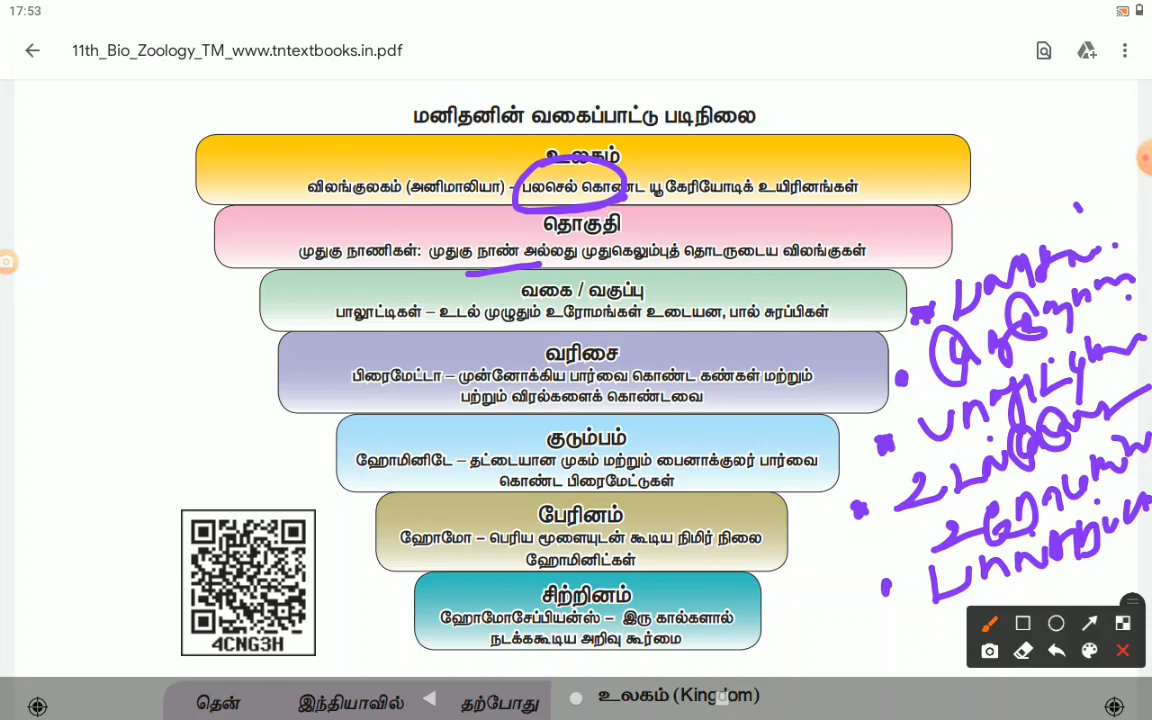 17:53
11th_Bio_Zoology_TM_www.tntextbooks.in.pdf
மனிதனின் வகைப்பாட்டு படிநிலை
உலகம்
விலங்குலகம் (அனிமாலியா) – பலசெல் கொண்ட யூகேரியோடிக் உயிரினங்கள்
தொகுதி
முதுகு நாணிகள்: முதுகு நாண் அல்லது முதுகெலும்புத் தொடருடைய விலங்குகள்
வகை / வகுப்பு
பாலூட்டிகள் – உடல் முழுதும் உரோமங்கள் உடையன, பால் சுரப்பிகள்
வரிசை
பிரைமேட்டா – முன்னோக்கிய பார்வை கொண்ட கண்கள் மற்றும்
பற்றும் விரல்களைக் கொண்டவை
குடும்பம்
ஹோமினிடே – தட்டையான முகம் மற்றும் பைனாக்குலர் பார்வை
கொண்ட பிரைமேட்டுகள்
பேரினம்
ஹோமோ – பெரிய மூளையுடன் கூடிய நிமிர் நிலை
ஹோமினிட்கள்
சிற்றினம்
ஹோமோசேப்பியன்ஸ் – இரு கால்களால்
நடக்ககூடிய அறிவு கூர்மை
4CNG3H
தென் இந்தியாவில் தற்போது
உலகம் (Kingdom)